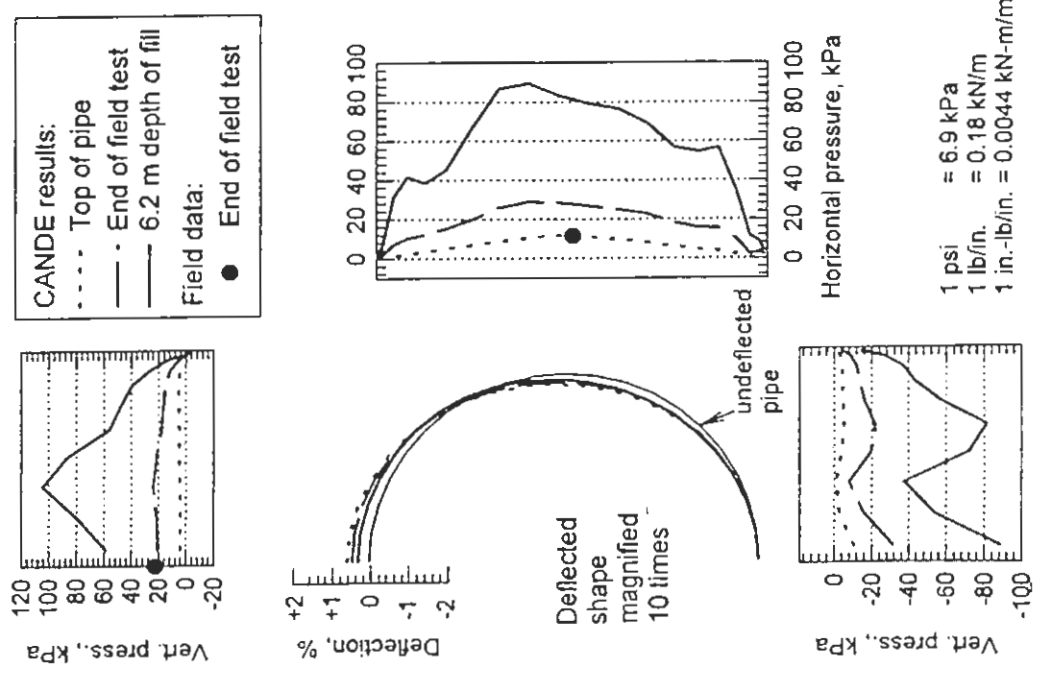 CANDE results:
Top of pipe
End of field test
6.2 m depth of fill
Field data:
End of field test
Vert. press., kPa
120
100
80
60
40
20
0
-20
Deflection, %
+2
+1
0
-1
-2
Deflected
shape
magnified
10 times
undeflected
pipe
0 20 40 60 80 100
0 20 40 60 80 100
Horizontal pressure, kPa
Vert. press., kPa
0
-20
-40
-60
-80
-100
1 psi = 6.9 kPa
1 lb/in. = 0.18 kN/m
1 in.-lb/in. = 0.0044 kN-m/m